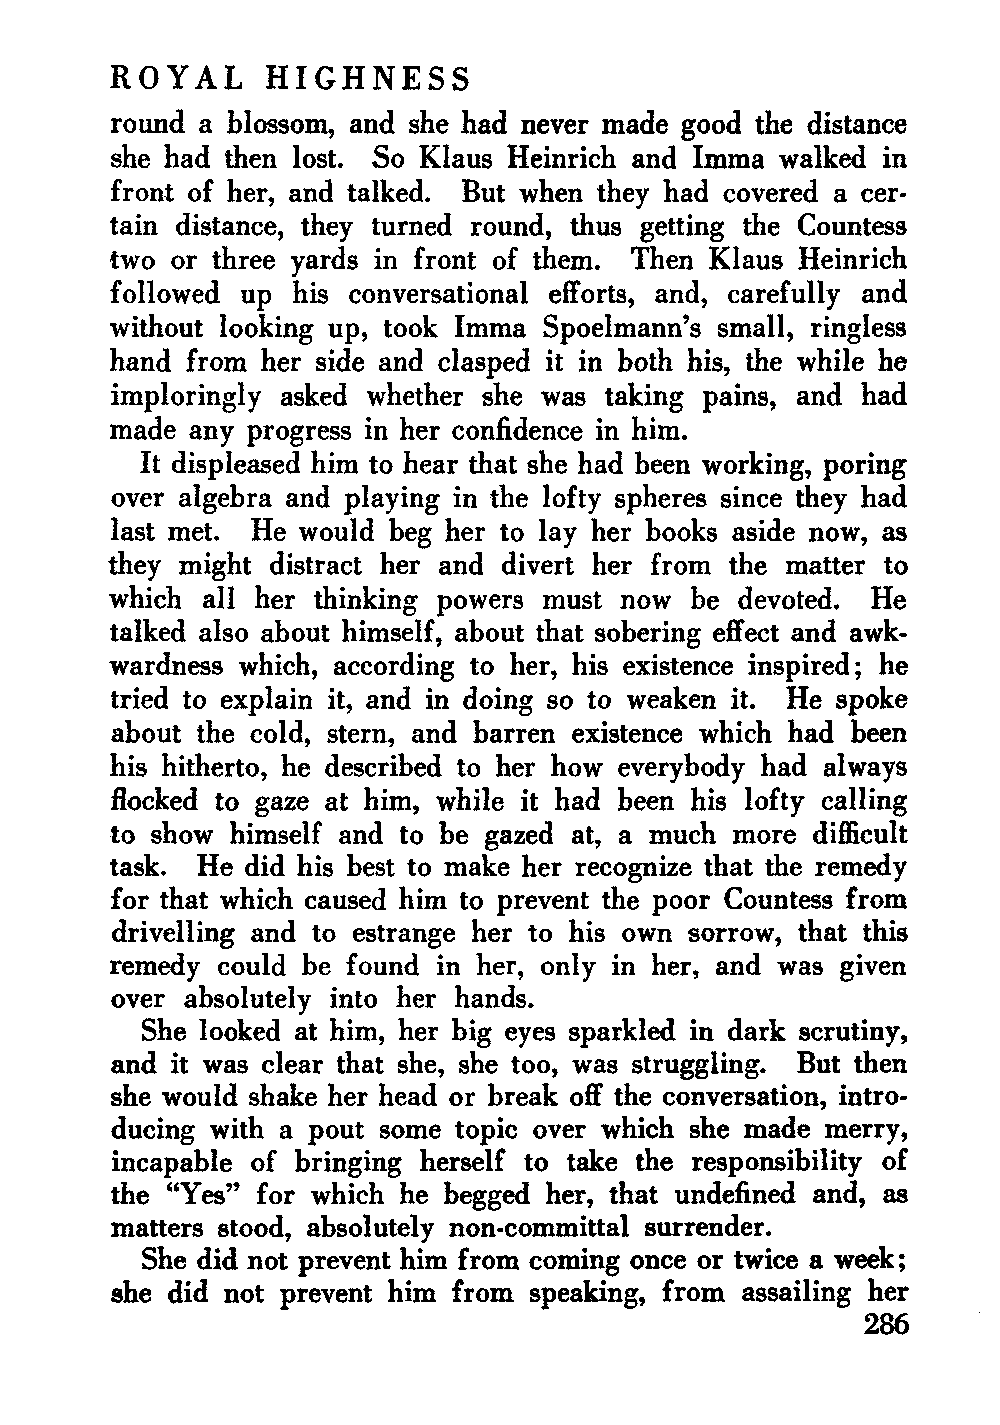 ROYAL HIGHNESS
round a blossom, and she had never made good the distance
she had then lost. So Klaus Heinrich and Imma walked in
front of her, and talked. But when they had covered a cer-
tain distance, they turned round, thus getting the Countess
two or three yards in front of them. Then Klaus Heinrich
followed up his conversational efforts, and, carefully and
without looking up, took Imma Spoelmann's small, ringless
hand from her side and clasped it in both his, the while he
imploringly asked whether she was taking pains, and had
made any progress in her confidence in him.
It displeased him to hear that she had been working, poring
over algebra and playing in the lofty spheres since they had
last met. He would beg her to lay her books aside now, as
they might distract her and divert her from the matter to
which all her thinking powers must now be devoted. He
talked also about himself, about that sobering effect and awk-
wardness which, according to her, his existence inspired; he
tried to explain it, and in doing so to weaken it. He spoke
about the cold, stern, and barren existence which had been
his hitherto, he described to her how everybody had always
flocked to gaze at him, while it had been his lofty calling
to show himself and to be gazed at, a much more difficult
task. He did his best to make her recognize that the remedy
for that which caused him to prevent the poor Countess from
drivelling and to estrange her to his own sorrow, that this
remedy could be found in her, only in her, and was given
over absolutely into her hands.
She looked at him, her big eyes sparkled in dark scrutiny,
and it was clear that she, she too, was struggling. But then
she would shake her head or break off the conversation, intro-
ducing with a pout some topic over which she made merry,
incapable of bringing herself to take the responsibility of
the “Yes” for which he begged her, that undefined and, as
matters stood, absolutely non-committal surrender.
She did not prevent him from coming once or twice a week;
she did not prevent him from speaking, from assailing her
286